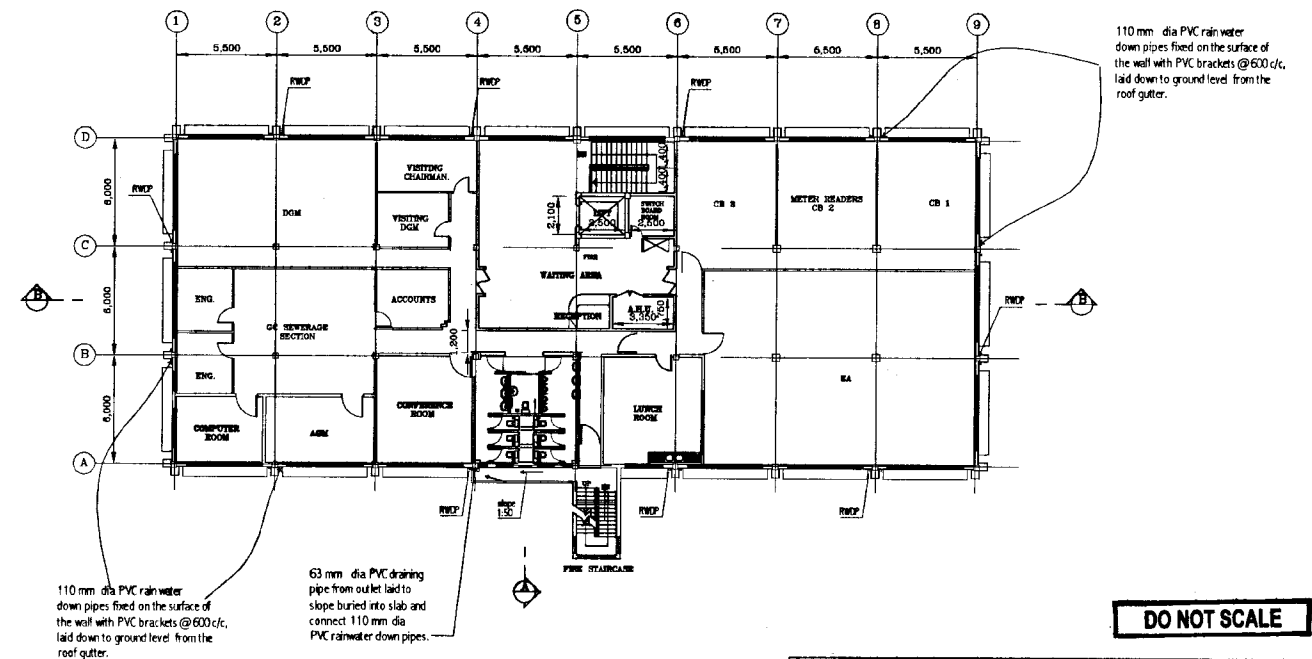 1 2 3 4 5 6 7 8 9
5,500 5,500 5,500 5,500 5,500 5,500 5,500 5,500
110 mm dia PVC rain water
down pipes fixed on the surface of
the wall with PVC brackets @ 600 c/c,
laid down to ground level from the
roof gutter.
RWDP RWDP RWDP
D
6,000
VISITING
CHAIRMAN.
1,400
1,400
RWDP
DGM
VISITING
DGM
2,100
LIFT
2,500
SWITCH
BOARD
ROOM
2,500
CB 3
METER READERS
CB 2
CB 1
C
6,000
FIRE
WAITING AREA
B
ENG.
ACCOUNTS
RECEPTION
A.H.U.
3,350
1,750
RWDP
B
GC SEWERAGE
SECTION
1,200
B
6,000
ENG.
EA
CONFERENCE
ROOM
LUNCH
ROOM
COMPUTER
ROOM
AGM
A
RWDP
slope
1:50
UP
RWDP
RWDP
FIRE STAIRCASE
A
110 mm dia PVC rain water
down pipes fixed on the surface of
the wall with PVC brackets @ 600 c/c,
laid down to ground level from the
roof gutter.
63 mm dia PVC draining
pipe from outlet laid to
slope buried into slab and
connect 110 mm dia
PVC rainwater down pipes.
DO NOT SCALE